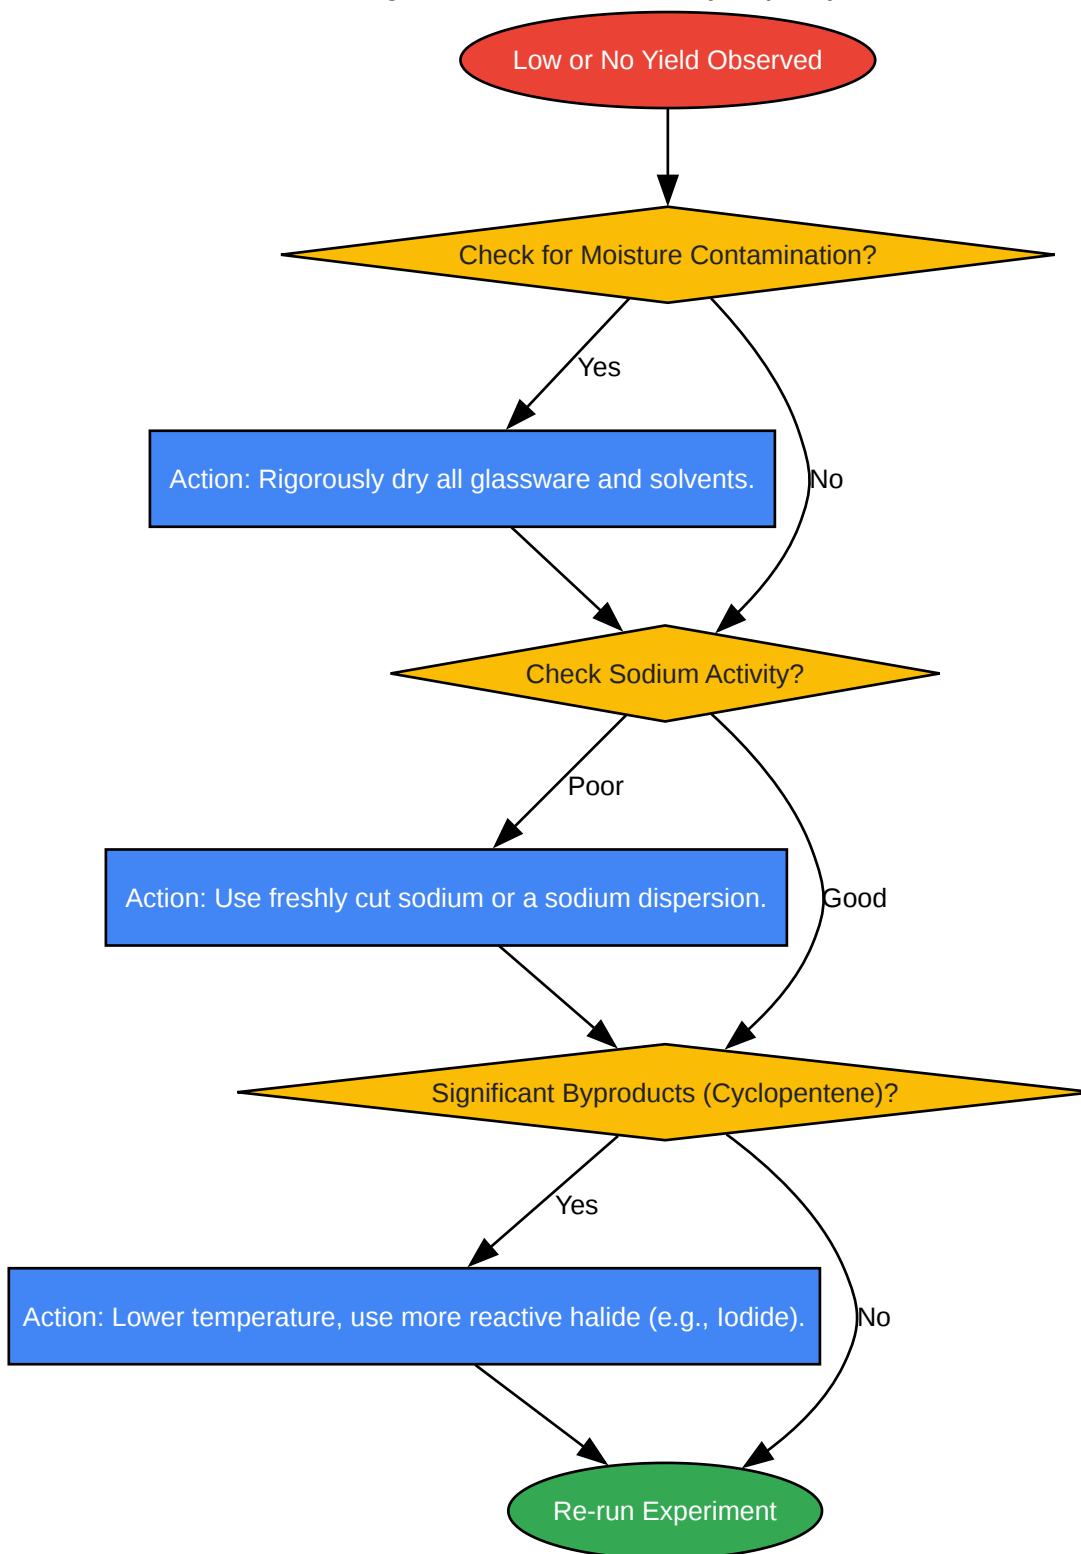 Low or No Yield Observed
Check for Moisture Contamination?
Yes
Action: Rigorously dry all glassware and solvents.
No
Check Sodium Activity?
Poor
Action: Use freshly cut sodium or a sodium dispersion.
Good
Significant Byproducts (Cyclopentene)?
Yes
Action: Lower temperature, use more reactive halide (e.g., Iodide).
No
Re-run Experiment